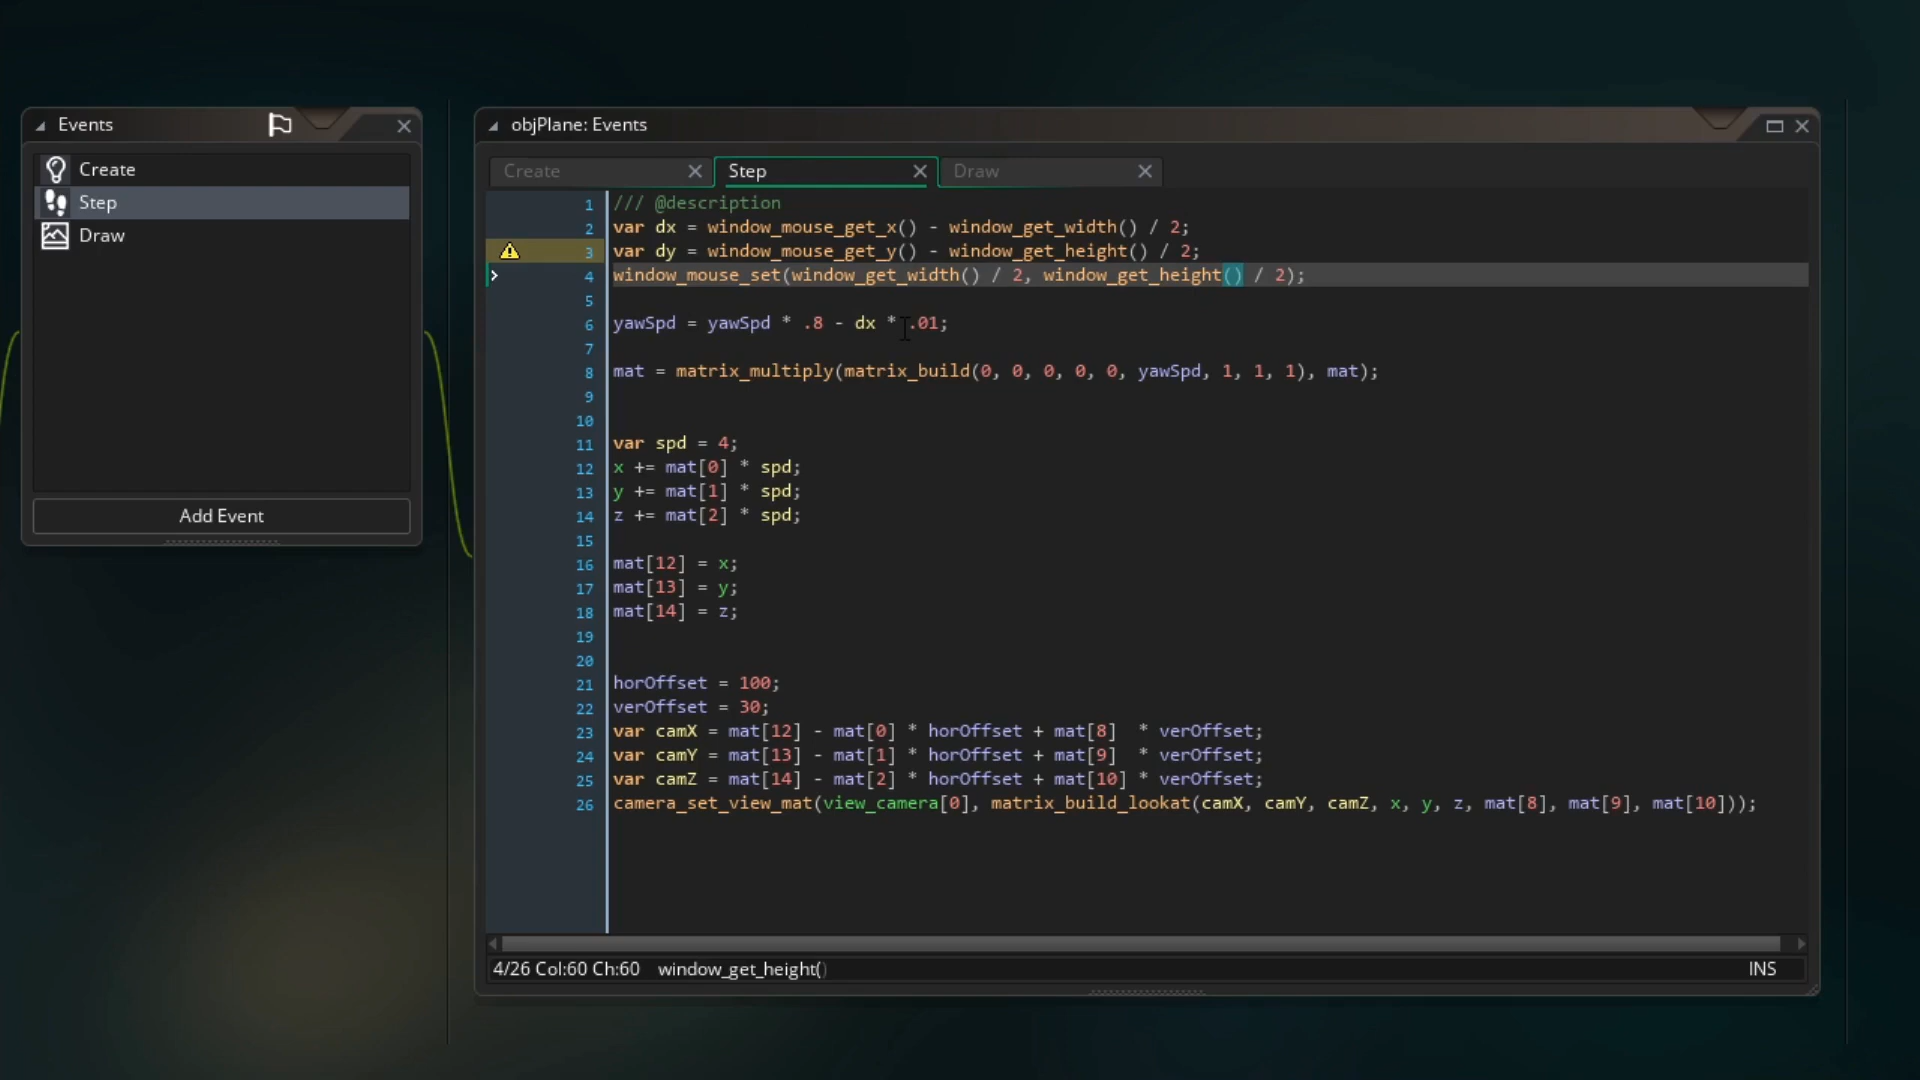 Events
Create
Step
Draw
Add Event
objPlane: Events
Create
Step
Draw
1 /// @description
2 var dx = window_mouse_get_x() - window_get_width() / 2;
3 var dy = window_mouse_get_y() - window_get_height() / 2;
4 window_mouse_set(window_get_width() / 2, window_get_height() / 2);
5
6 yawSpd = yawSpd * .8 - dx * .01;
7
8 mat = matrix_multiply(matrix_build(0, 0, 0, 0, 0, yawSpd, 1, 1, 1), mat);
9
10
11 var spd = 4;
12 x += mat[0] * spd;
13 y += mat[1] * spd;
14 z += mat[2] * spd;
15
16 mat[12] = x;
17 mat[13] = y;
18 mat[14] = z;
19
20
21 horOffset = 100;
22 verOffset = 30;
23 var camX = mat[12] - mat[0] * horOffset + mat[8]  * verOffset;
24 var camY = mat[13] - mat[1] * horOffset + mat[9]  * verOffset;
25 var camZ = mat[14] - mat[2] * horOffset + mat[10] * verOffset;
26 camera_set_view_mat(view_camera[0], matrix_build_lookat(camX, camY, camZ, x, y, z, mat[8], mat[9], mat[10]));
4/26 Col:60 Ch:60 window_get_height() INS